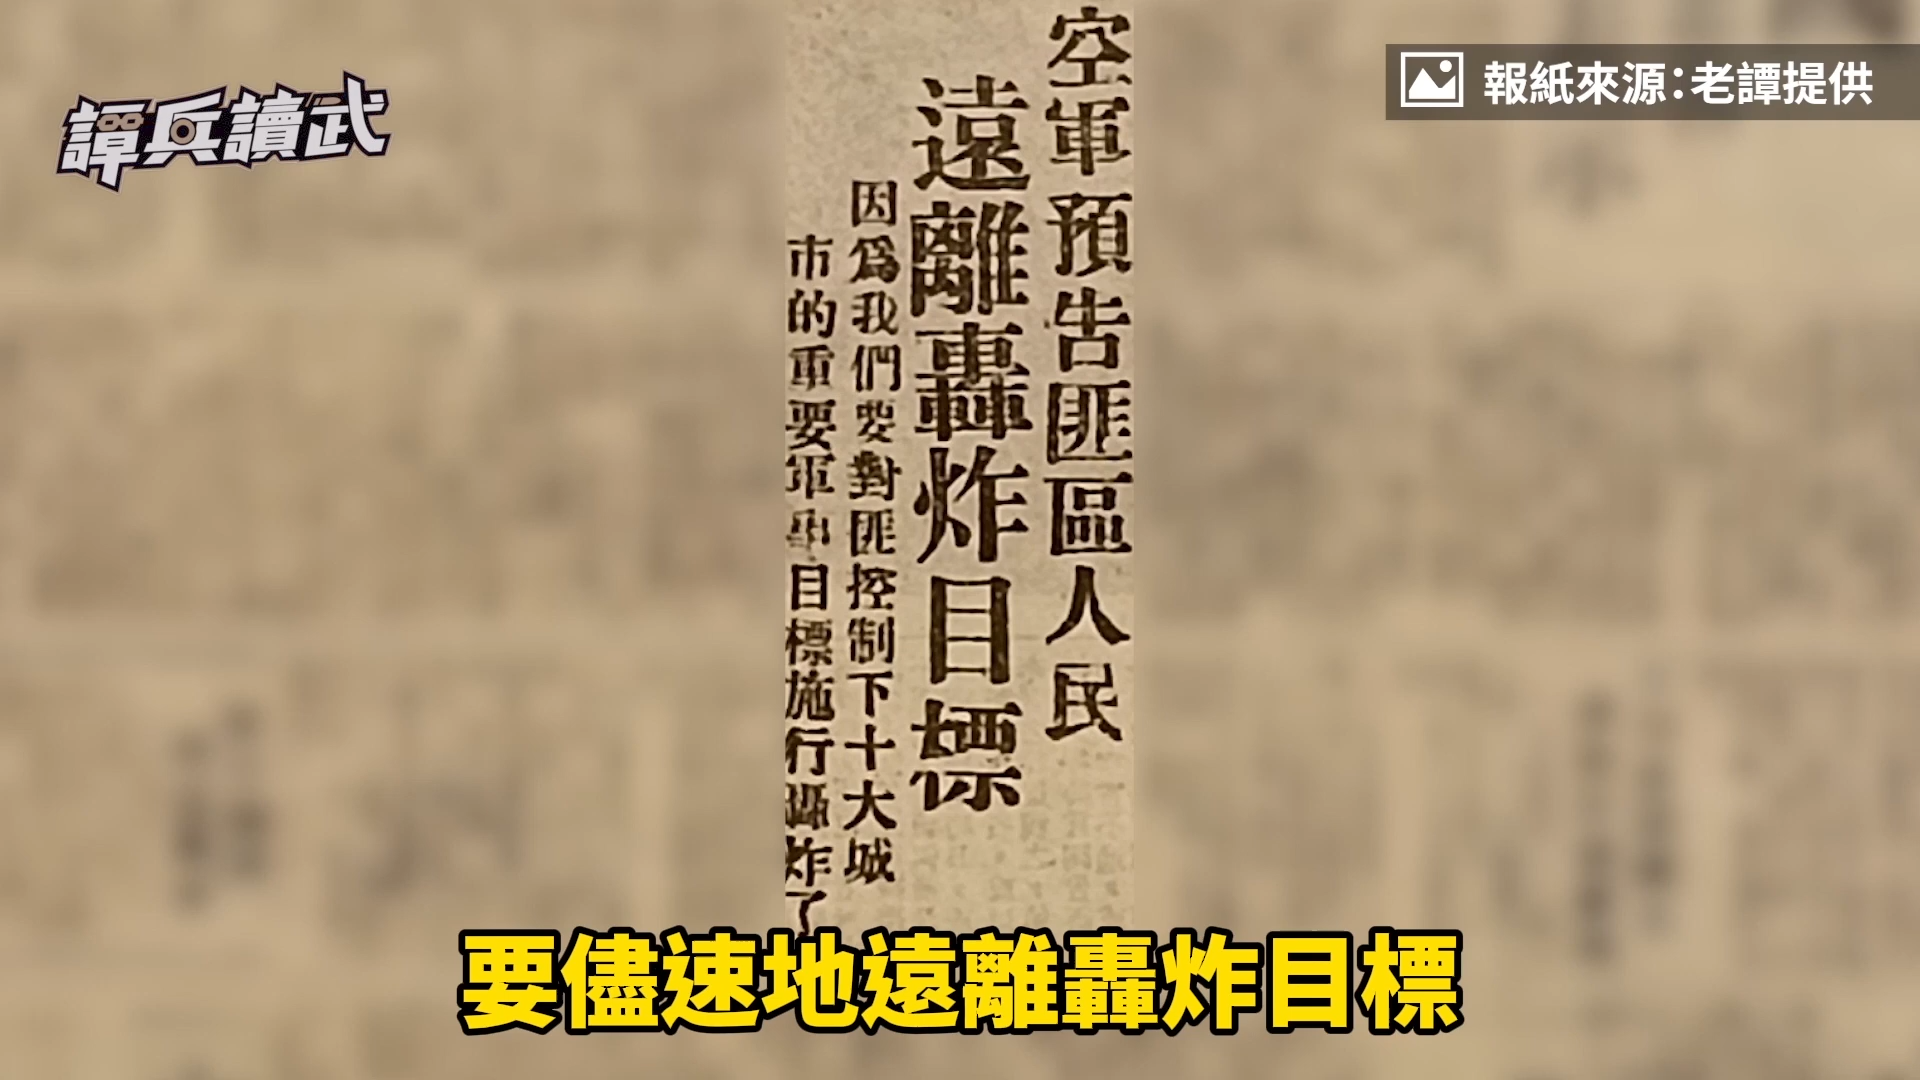 譚兵讀武
報紙來源：老譚提供
空軍預告匪區人民
遠離轟炸目標
因爲我們要對匪控制下十大城
市的重要軍事目標施行轟炸了
要儘速地遠離轟炸目標